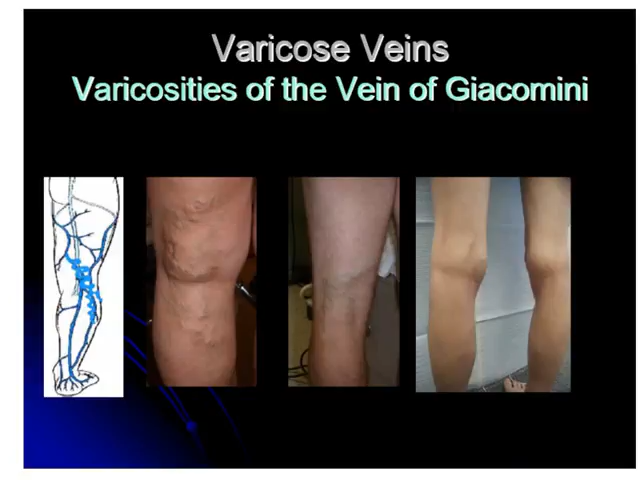 Varicose Veins
Varicosities of the Vein of Giacomini